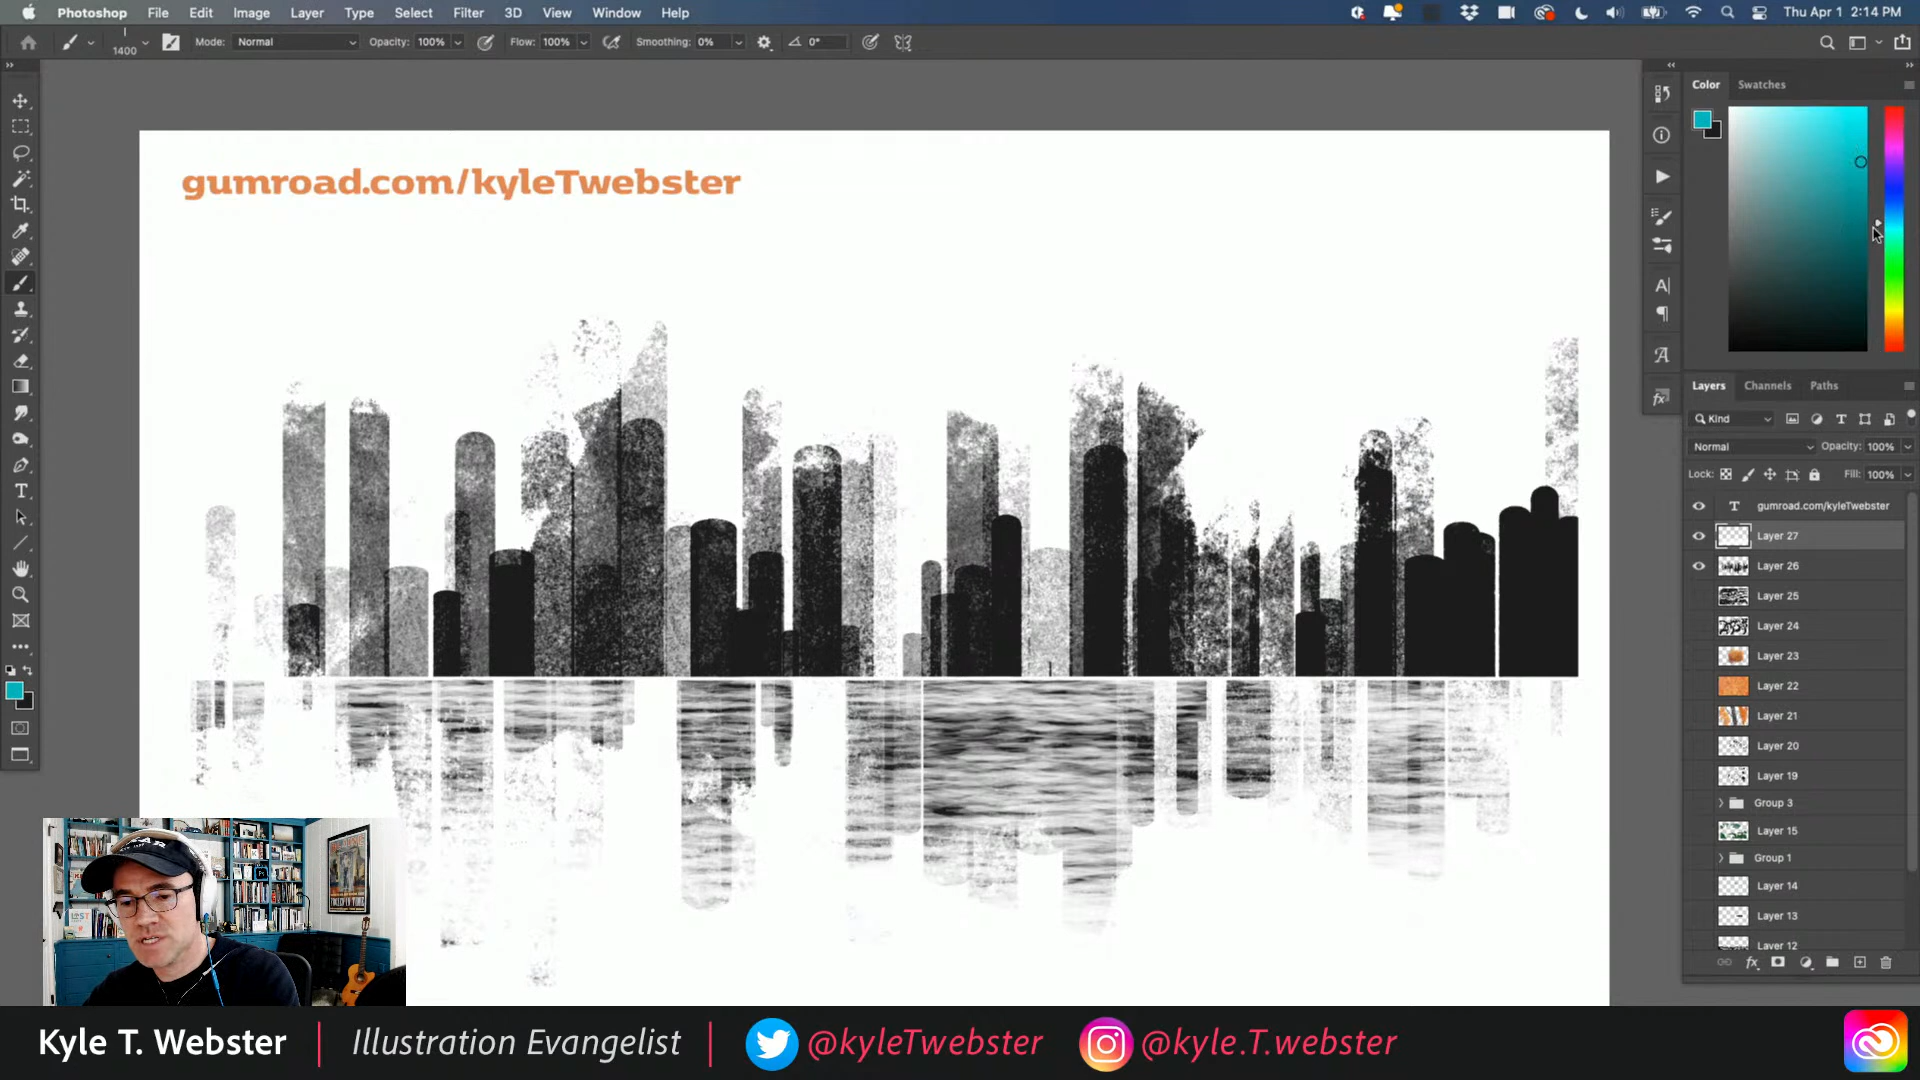 Photoshop File Edit Image Layer Type Select Filter 3D View Window Help Thu Apr 1 2:14 PM
1400 Mode: Normal Opacity: 100% Flow: 100% Smoothing: 0% 0°
Color Swatches
gumroad.com/kyleTwebster
Layers Channels Paths
Kind
Normal Opacity: 100%
Lock: Fill: 100%
gumroad.com/kyleTwebster
Layer 27
Layer 26
Layer 25
Layer 24
Layer 23
Layer 22
Layer 21
Layer 20
Layer 19
Group 3
Layer 15
Group 1
Layer 14
Layer 13
Layer 12
Kyle T. Webster | Illustration Evangelist | @kyleTwebster @kyle.T.webster